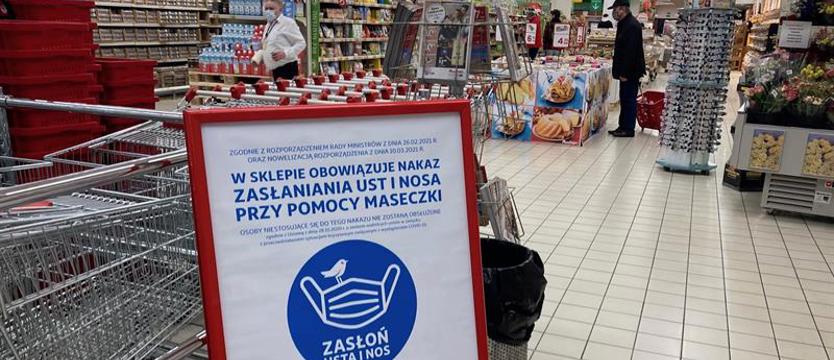 ZGODNIE Z ROZPORZĄDZENIEM RADY MINISTRÓW Z DNIA 26.02.2021 R.
ORAZ NOWELIZACJĄ ROZPORZĄDZENIA Z DNIA 10.03.2021 R.
W SKLEPIE OBOWIĄZUJE NAKAZ
ZASŁANIANIA UST I NOSA
PRZY POMOCY MASECZKI
OSOBY NIESTOSUJĄCE SIĘ DO TEGO NAKAZU NIE ZOSTANĄ OBSŁUŻONE
ZASŁOŃ
USTA I NOS